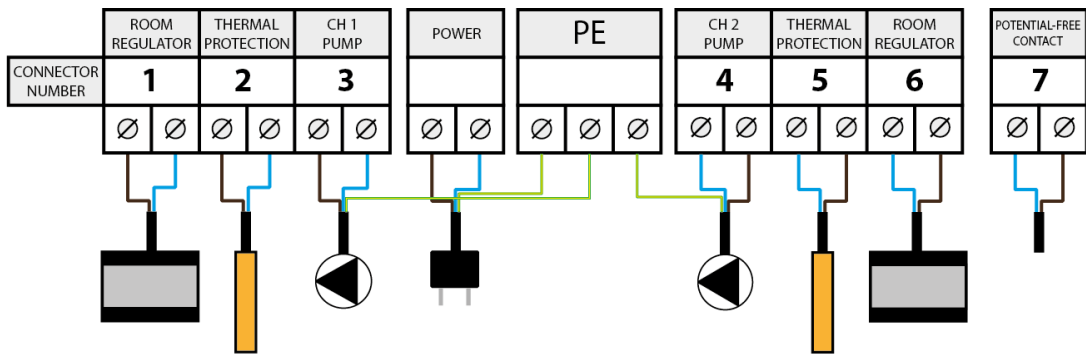 ROOM
REGULATOR
THERMAL
PROTECTION
CH 1
PUMP
POWER
PE
CH 2
PUMP
THERMAL
PROTECTION
ROOM
REGULATOR
POTENTIAL-FREE
CONTACT
CONNECTOR
NUMBER
1
2
3
4
5
6
7